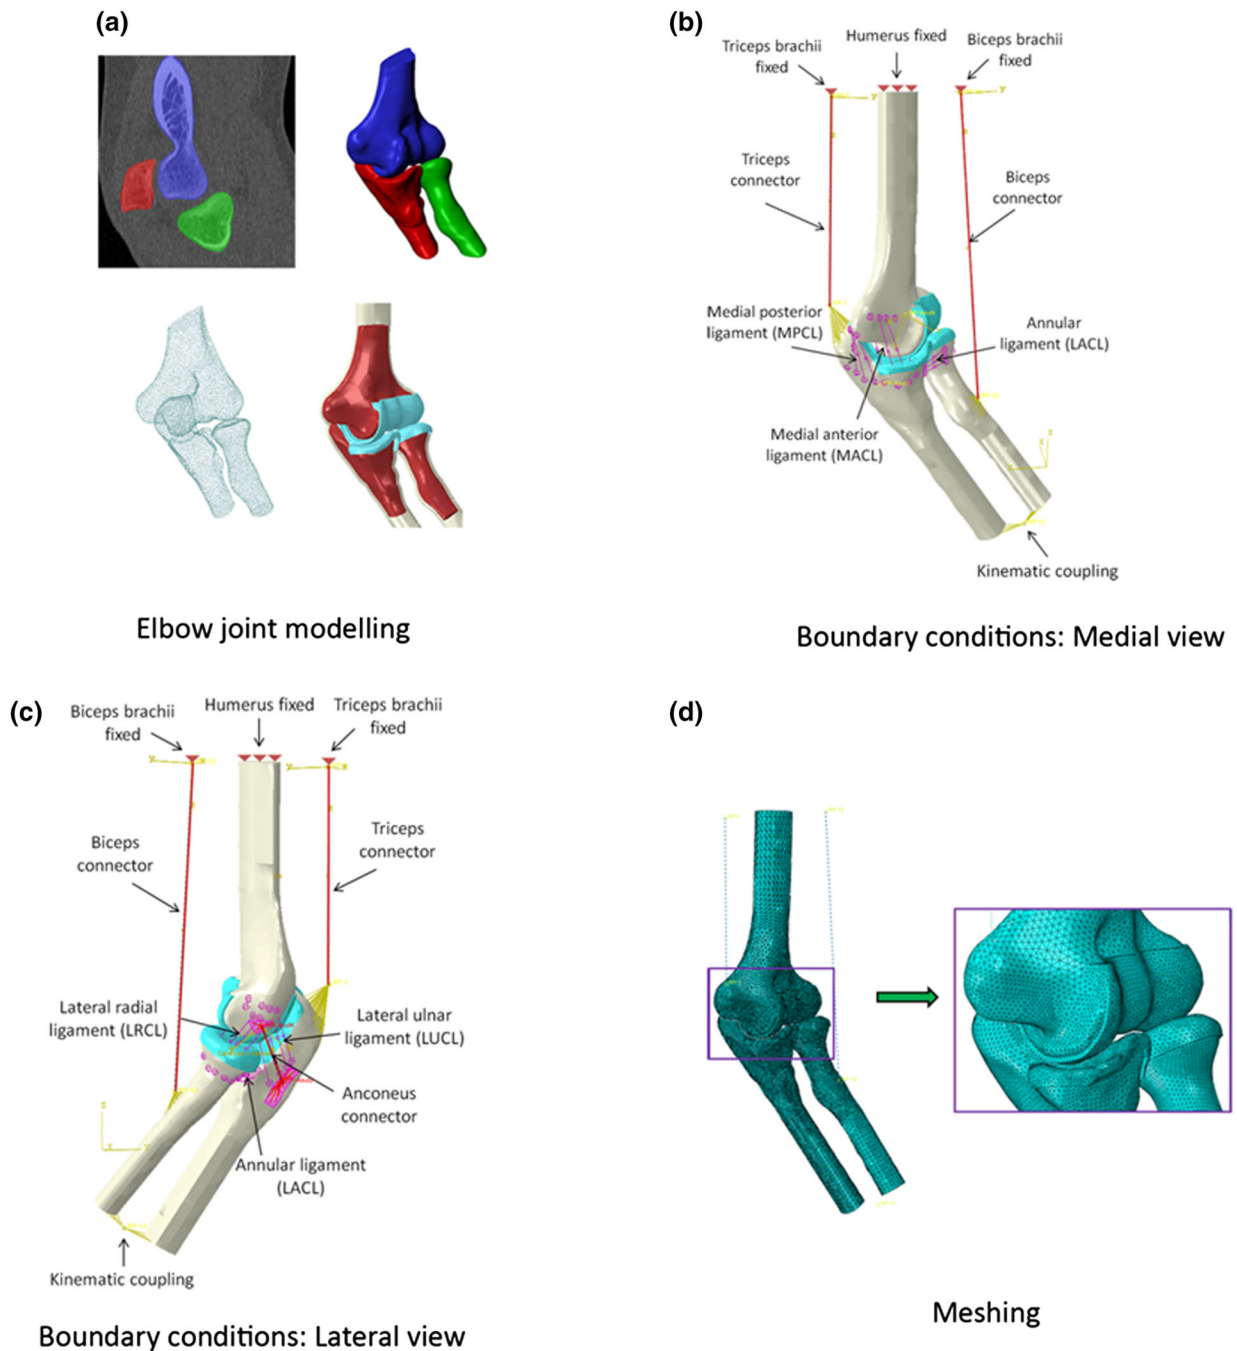 (a)
Elbow joint modelling
(b)
Triceps brachii
fixed
Humerus fixed
Biceps brachii
fixed
Triceps
connector
Biceps
connector
Medial posterior
ligament (MPCL)
Annular
ligament (LACL)
Medial anterior
ligament (MACL)
Kinematic coupling
Boundary conditions: Medial view
(c)
Biceps brachii
fixed
Humerus fixed
Triceps brachii
fixed
Biceps
connector
Triceps
connector
Lateral radial
ligament (LRCL)
Lateral ulnar
ligament (LUCL)
Anconeus
connector
Annular ligament
(LACL)
Kinematic coupling
Boundary conditions: Lateral view
(d)
Meshing